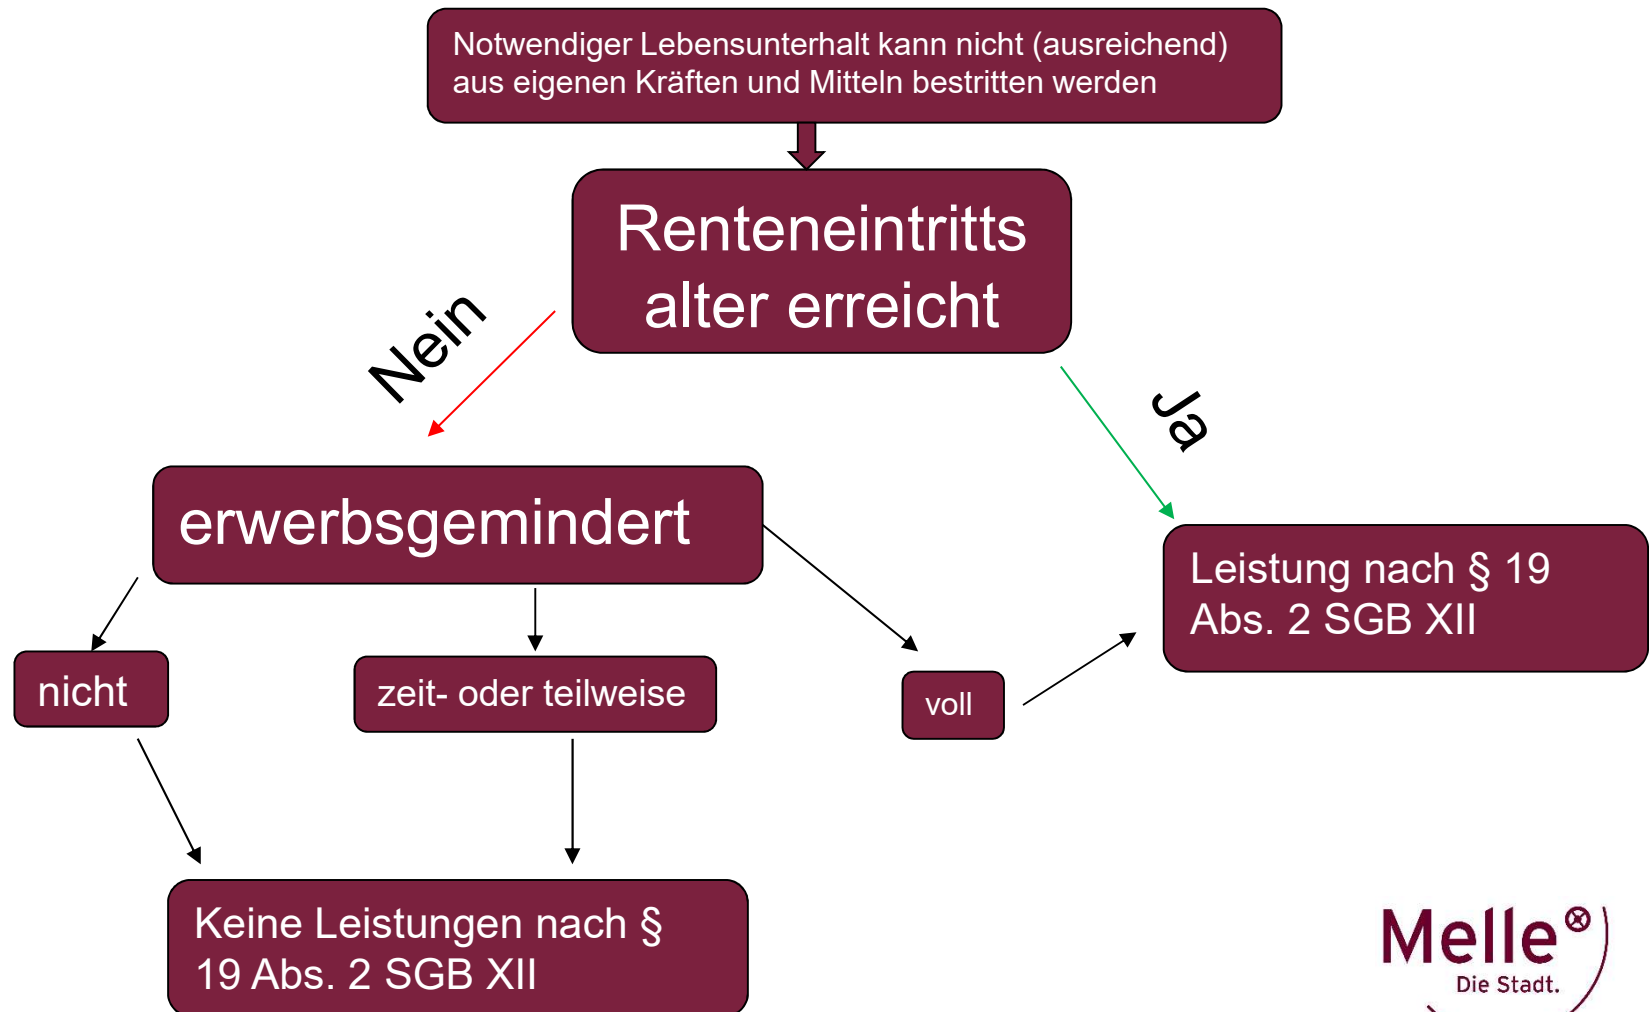 Notwendiger Lebensunterhalt kann nicht (ausreichend)
aus eigenen Kräften und Mitteln bestritten werden
Renteneintritts
alter erreicht
Nein
Ja
erwerbsgemindert
Leistung nach § 19
Abs. 2 SGB XII
nicht
zeit- oder teilweise
voll
Keine Leistungen nach §
19 Abs. 2 SGB XII
Melle
Die Stadt.